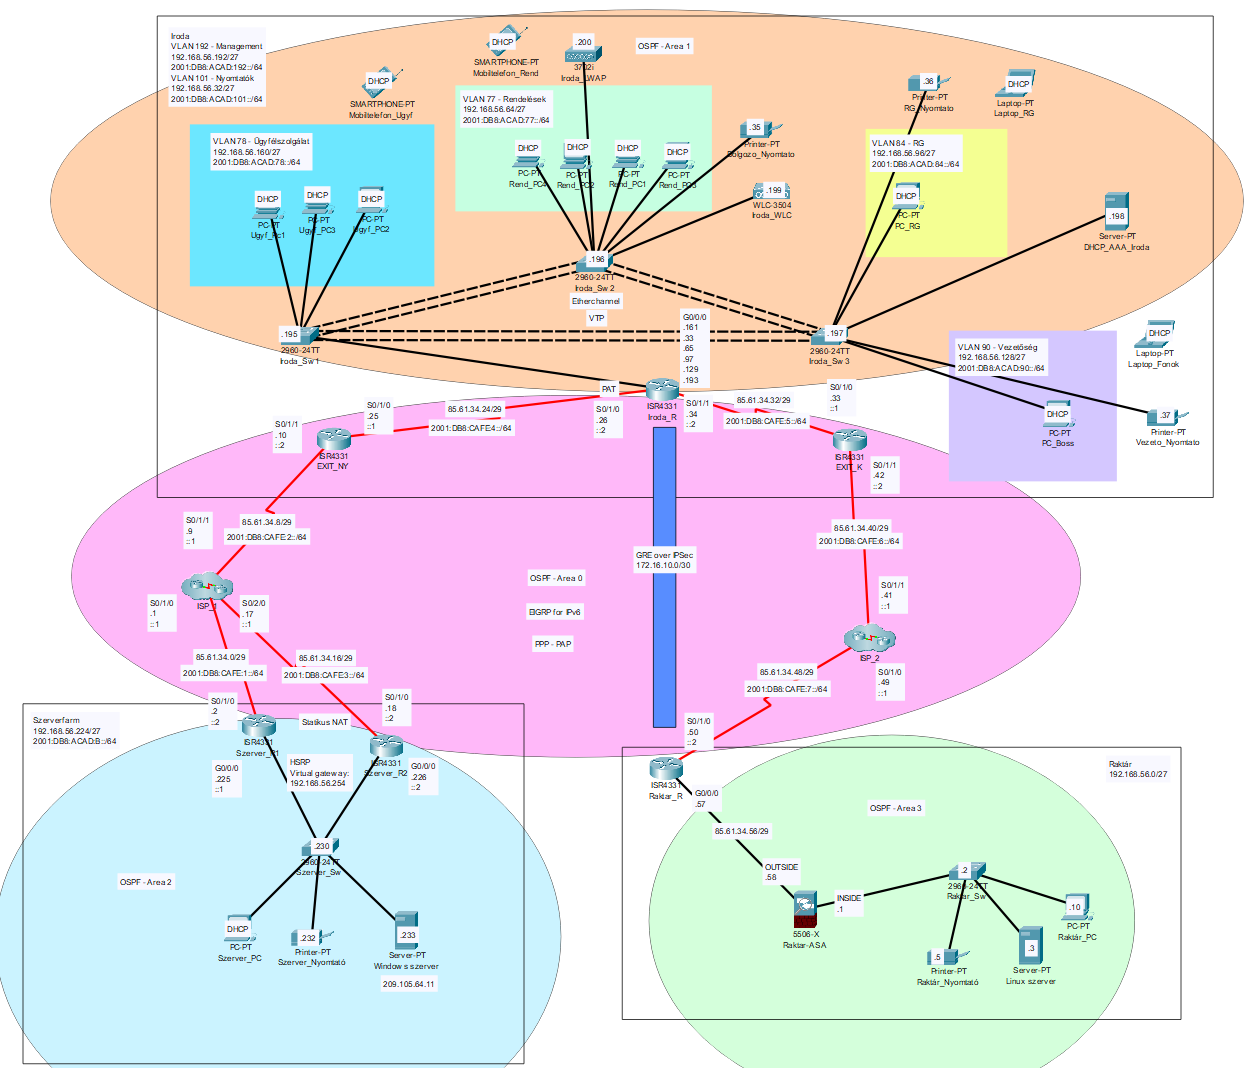 Iroda
VLAN 192 - Management
192.168.56.192/27
2001:DB8:ACAD:192::/64
VLAN 101 - Nyomtatók
192.168.56.32/27
2001:DB8:ACAD:101::/64
DHCP
SMARTPHONE-PT
Mobiltelefon_Rend
.200
3702i
Iroda_LWAP
OSPF - Area 1
DHCP
SMARTPHONE-PT
Mobiltelefon_Ugyf
.36
Printer-PT
RG_Nyomtato
DHCP
Laptop-PT
Laptop_RG
VLAN 77 - Rendelések
192.168.56.64/27
2001:DB8:ACAD:77::/64
DHCP
PC-PT
Rend_PC4
DHCP
PC-PT
Rend_PC2
DHCP
PC-PT
Rend_PC1
DHCP
PC-PT
Rend_PC3
.35
Printer-PT
Dolgozo_Nyomtato
VLAN 78 - Ügyfélszolgálat
192.168.56.160/27
2001:DB8:ACAD:78::/64
DHCP
PC-PT
Ugyf_Pc1
DHCP
PC-PT
Ugyf_PC3
DHCP
PC-PT
Ugyf_PC2
VLAN 84 - RG
192.168.56.96/27
2001:DB8:ACAD:84::/64
DHCP
PC-PT
PC_RG
.199
WLC-3504
Iroda_WLC
.198
Server-PT
DHCP_AAA_Iroda
.196
2960-24TT
Iroda_Sw2
Etherchannel
VTP
.195
2960-24TT
Iroda_Sw1
G0/0/0
.161
.33
.65
.97
.129
.193
.197
2960-24TT
Iroda_Sw3
VLAN 90 - Vezetőség
192.168.56.128/27
2001:DB8:ACAD:90::/64
DHCP
PC-PT
PC_Boss
DHCP
Laptop-PT
Laptop_Fonok
.37
Printer-PT
Vezeto_Nyomtato
PAT
ISR4331
Iroda_R
S0/1/0
.25
::1
85.61.34.24/29
2001:DB8:CAFE:4::/64
S0/1/0
.26
::2
S0/1/1
.34
::2
85.61.34.32/29
2001:DB8:CAFE:5::/64
S0/1/0
.33
::1
S0/1/1
.10
::2
ISR4331
EXIT_NY
ISR4331
EXIT_K
S0/1/1
.42
::2
85.61.34.8/29
2001:DB8:CAFE:2::/64
S0/1/1
.9
::1
85.61.34.40/29
2001:DB8:CAFE:6::/64
GRE over IPSec
172.16.10.0/30
OSPF - Area 0
EIGRP for IPv6
PPP - PAP
ISP_1
S0/1/0
.1
::1
S0/2/0
.17
::1
S0/1/1
.41
::1
ISP_2
S0/1/0
.49
::1
85.61.34.0/29
2001:DB8:CAFE:1::/64
85.61.34.16/29
2001:DB8:CAFE:3::/64
85.61.34.48/29
2001:DB8:CAFE:7::/64
Szerverfarm
192.168.56.224/27
2001:DB8:ACAD:B::/64
S0/1/0
.2
::2
Statikus NAT
S0/1/0
.18
::2
ISR4331
Szerver_R1
ISR4331
Szerver_R2
G0/0/0
.225
::1
HSRP
Virtual gateway:
192.168.56.254
G0/0/0
.226
::2
.230
2960-24TT
Szerver_Sw
OSPF - Area 2
DHCP
PC-PT
Szerver_PC
.232
Printer-PT
Szerver_Nyomtató
.233
Server-PT
Windows szerver
209.105.64.11
S0/1/0
.50
::2
ISR4331
Raktar_R
G0/0/0
.57
85.61.34.56/29
Raktár
192.168.56.0/27
OSPF - Area 3
OUTSIDE
.58
5506-X
Raktar-ASA
INSIDE
.1
.2
2960-24TT
Raktar_Sw
.10
PC-PT
Raktár_PC
.5
Printer-PT
Raktár_Nyomtató
.3
Server-PT
Linux szerver